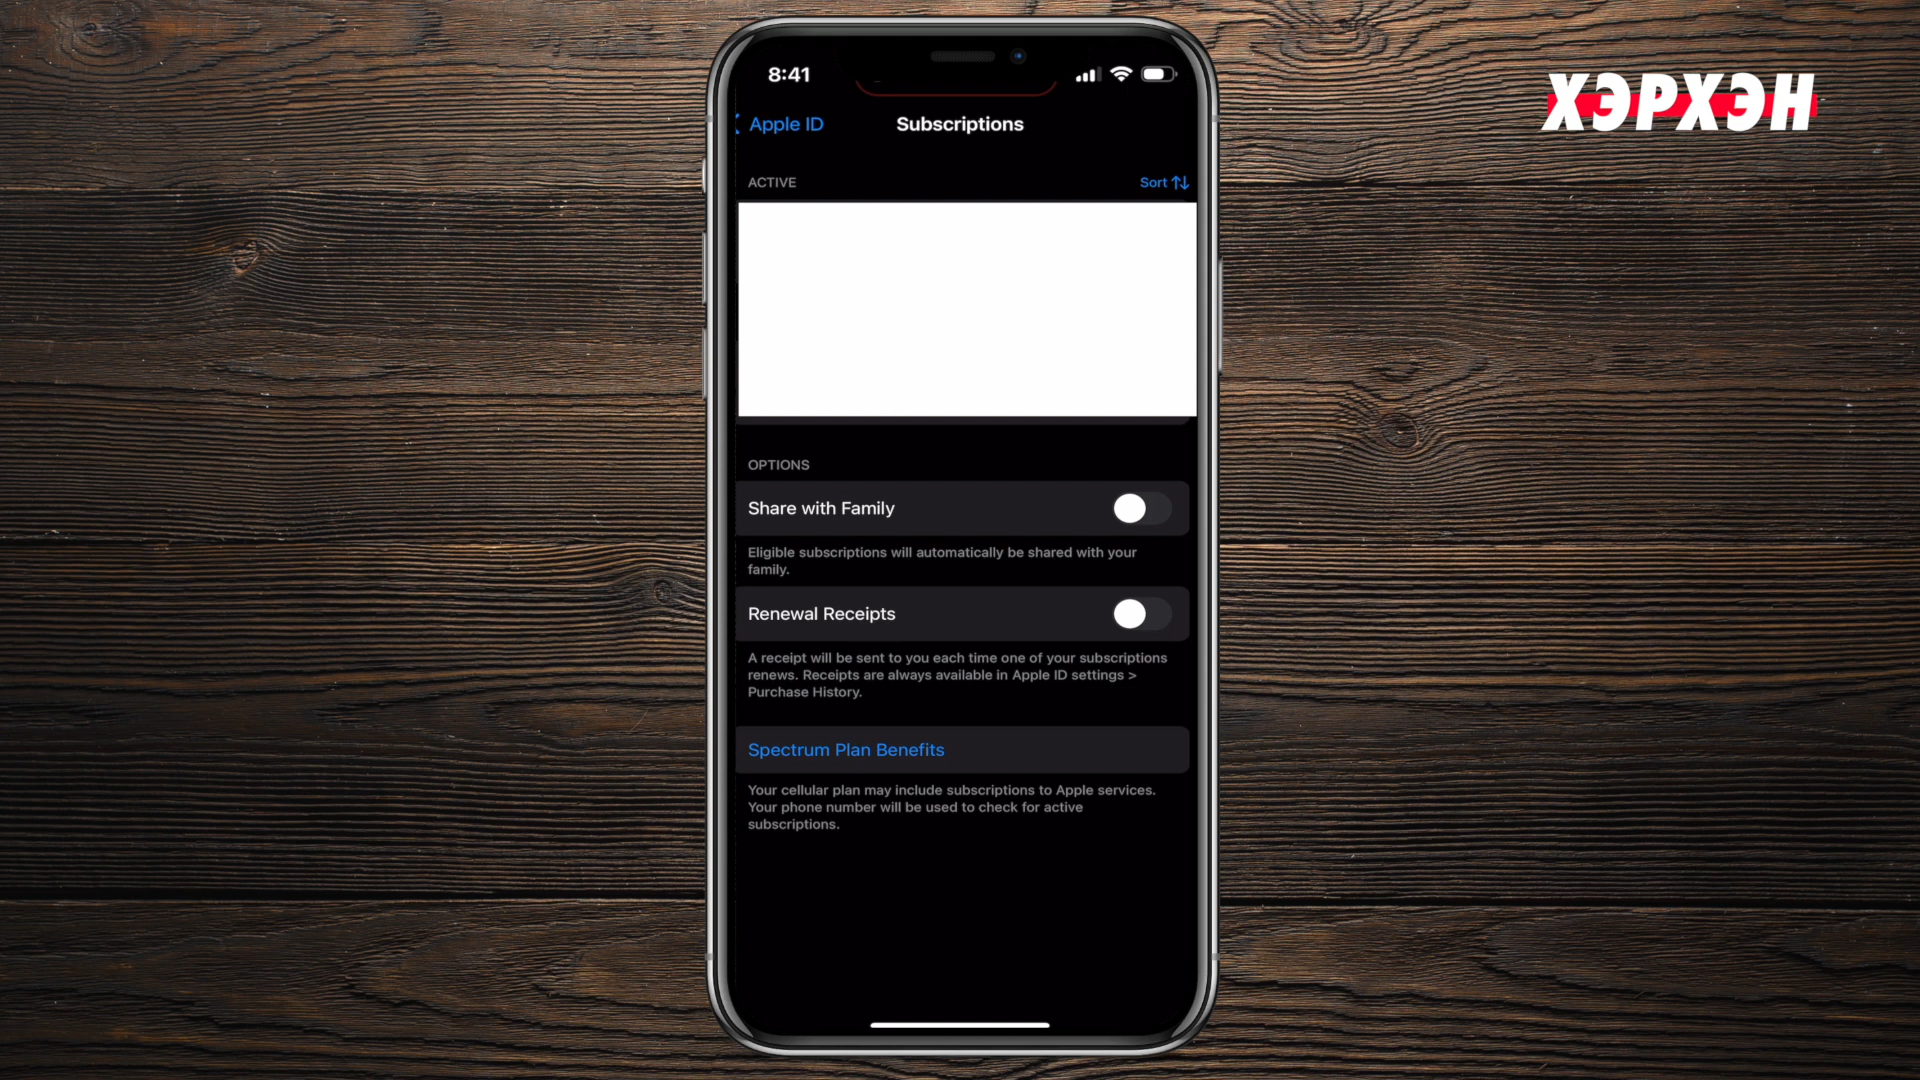 8:41
ХЭРХЭН
Apple ID
Subscriptions
ACTIVE
Sort
OPTIONS
Share with Family
Eligible subscriptions will automatically be shared with your
family.
Renewal Receipts
A receipt will be sent to you each time one of your subscriptions
renews. Receipts are always available in Apple ID settings >
Purchase History.
Spectrum Plan Benefits
Your cellular plan may include subscriptions to Apple services.
Your phone number will be used to check for active
subscriptions.